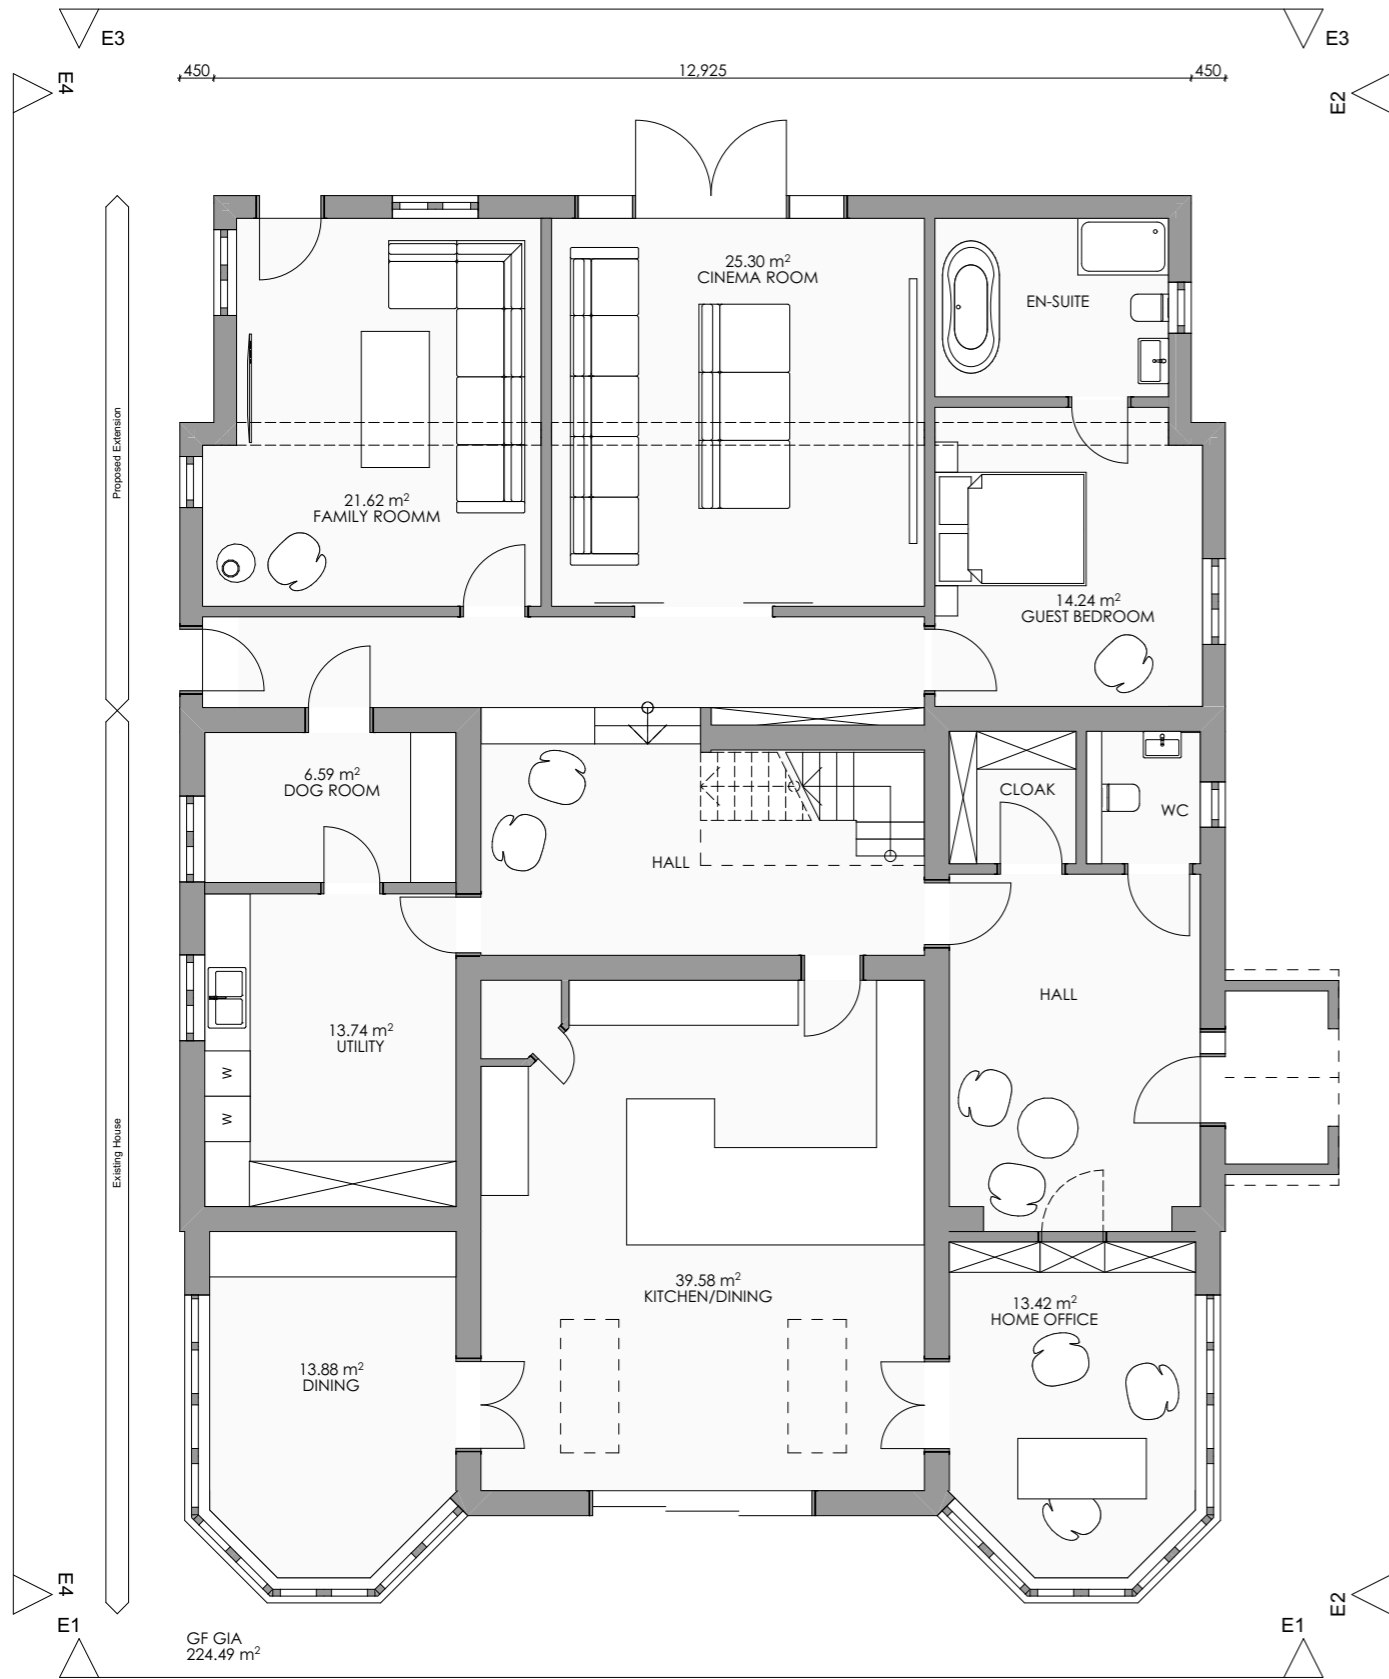 E3
E3
E4
450
12,925
450
E2
25.30 m²
CINEMA ROOM
EN-SUITE
Proposed Extension
21.62 m²
FAMILY ROOMM
14.24 m²
GUEST BEDROOM
6.59 m²
DOG ROOM
CLOAK
WC
HALL
HALL
13.74 m²
UTILITY
W
W
Existing House
39.58 m²
KITCHEN/DINING
13.42 m²
HOME OFFICE
13.88 m²
DINING
E4
E2
E1
E1
GF GIA
224.49 m²